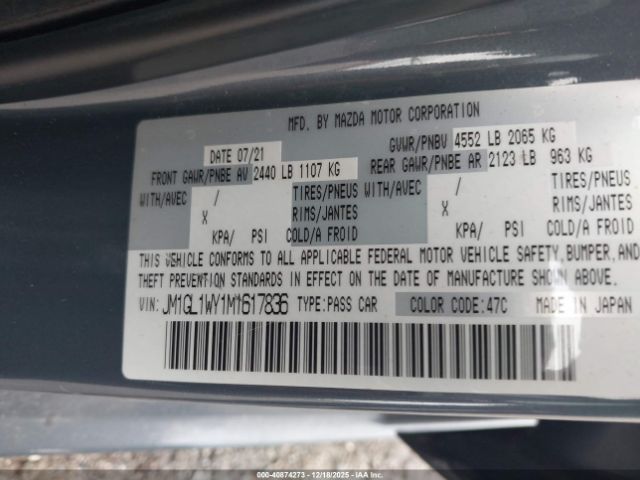 MFD. BY MAZDA MOTOR CORPORATION
DATE 07/21 GVWR/PNBV 4552 LB 2065 KG
FRONT GAWR/PNBE AV 2440 LB 1107 KG REAR GAWR/PNBE AR 2123 LB 963 KG
WITH/AVEC / TIRES/PNEUS WITH/AVEC / TIRES/PNEUS
X RIMS/JANTES X RIMS/JANTES
KPA/ PSI COLD/A FROID KPA/ PSI COLD/A FROID
THIS VEHICLE CONFORMS TO ALL APPLICABLE FEDERAL MOTOR VEHICLE SAFETY, BUMPER, AND
THEFT PREVENTION STANDARDS IN EFFECT ON THE DATE OF MANUFACTURE SHOWN ABOVE.
VIN: JM1GL1WY1M1617836 TYPE:PASS CAR COLOR CODE:47C MADE IN JAPAN
00-40874273 - 12/18/2025 - COPYRIGHT IAA, LLC.